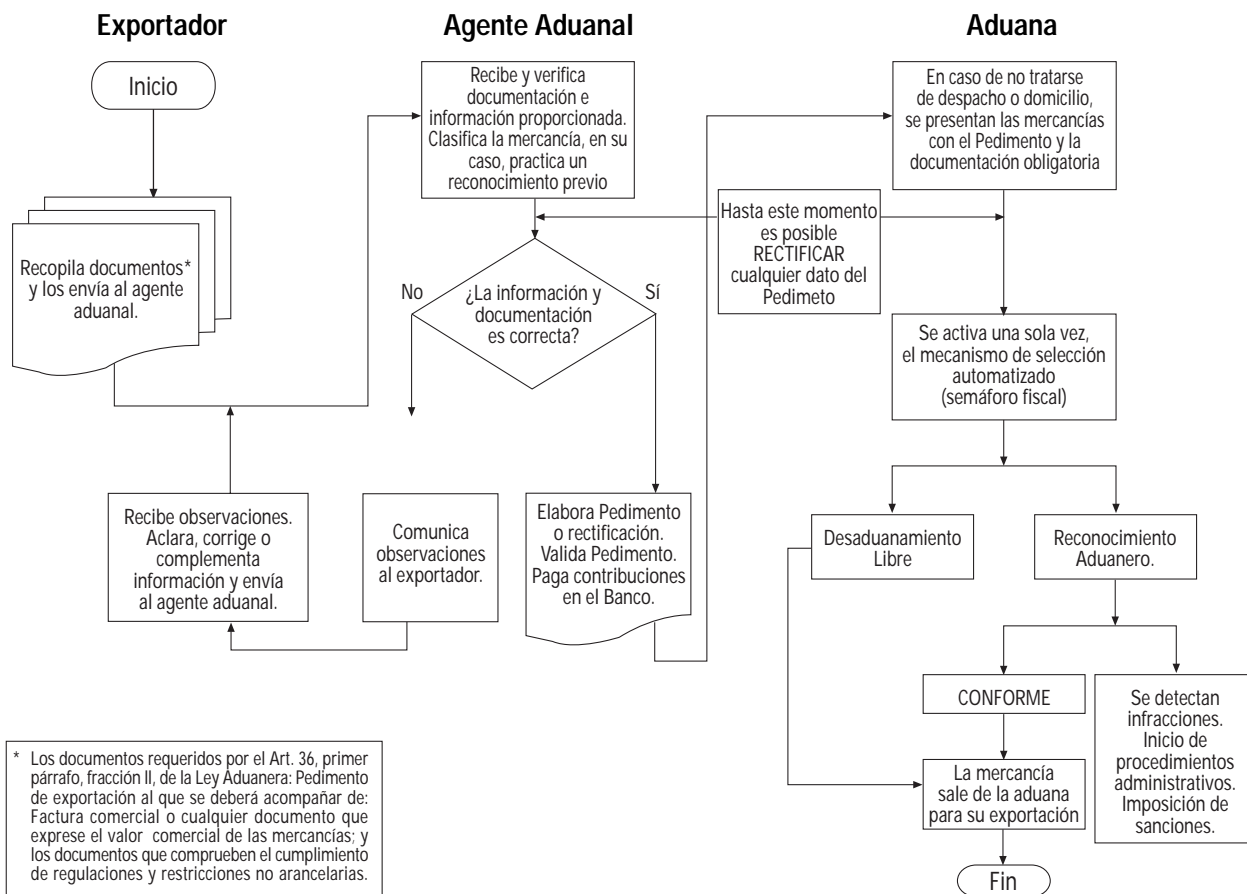 Exportador
Agente Aduanal
Aduana
Inicio
Recopila documentos*
y los envía al agente
aduanal.
Recibe observaciones.
Aclara, corrige o
complementa
información y envía
al agente aduanal.
Recibe y verifica
documentación e
información proporcionada.
Clasifica la mercancía, en su
caso, practica un
reconocimiento previo
No
¿La información y
documentación
es correcta?
Sí
Comunica
observaciones
al exportador.
Elabora Pedimento
o rectificación.
Valida Pedimento.
Paga contribuciones
en el Banco.
Hasta este momento
es posible
RECTIFICAR
cualquier dato del
Pedimeto
En caso de no tratarse
de despacho o domicilio,
se presentan las mercancías
con el Pedimento y la
documentación obligatoria
Se activa una sola vez,
el mecanismo de selección
automatizado
(semáforo fiscal)
Desaduanamiento
Libre
Reconocimiento
Aduanero.
CONFORME
Se detectan
infracciones.
Inicio de
procedimientos
administrativos.
Imposición de
sanciones.
La mercancía
sale de la aduana
para su exportación
Fin
* Los documentos requeridos por el Art. 36, primer
párrafo, fracción II, de la Ley Aduanera: Pedimento
de exportación al que se deberá acompañar de:
Factura comercial o cualquier documento que
exprese el valor comercial de las mercancías; y
los documentos que comprueben el cumplimiento
de regulaciones y restricciones no arancelarias.